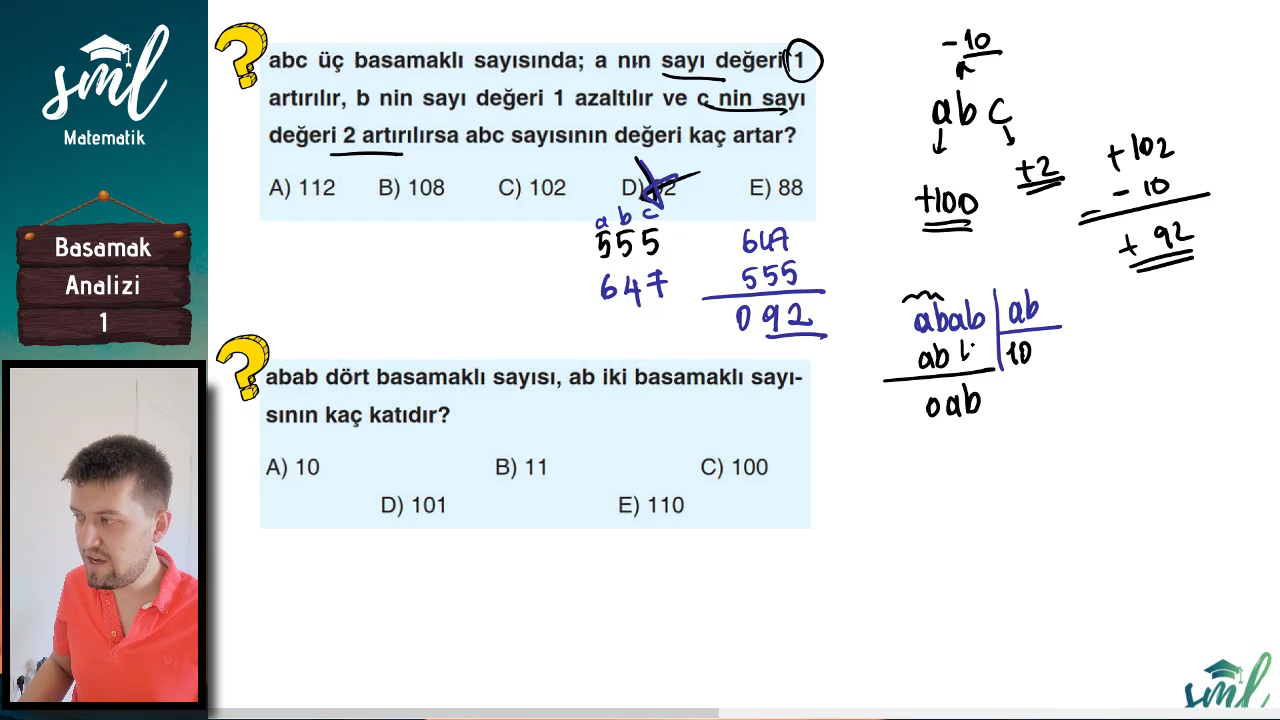 sml
Matematik
Basamak
Analizi
1
abc üç basamaklı sayısında; a nın sayı değeri 1
artırılır, b nin sayı değeri 1 azaltılır ve c nin sayı
değeri 2 artırılırsa abc sayısının değeri kaç artar?
A) 112 B) 108 C) 102 D) 92 E) 88
a b c
555
647
647
555
092
-10
abc
+100
+2
+102
- 10
+ 92
abab dört basamaklı sayısı, ab iki basamaklı sayı-
sının kaç katıdır?
A) 10 B) 11 C) 100
D) 101 E) 110
abab ab
ab 10
0ab
sml